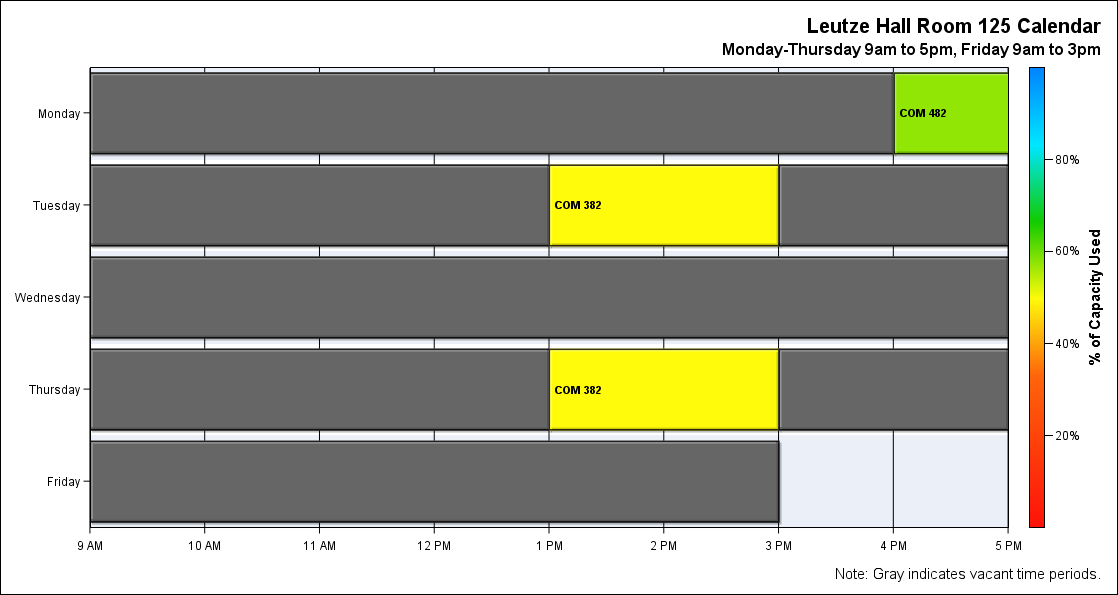 Leutze Hall Room 125 Calendar
Monday-Thursday 9am to 5pm, Friday 9am to 3pm
Monday
COM 482
Tuesday
COM 382
Wednesday
Thursday
COM 382
Friday
9 AM 10 AM 11 AM 12 PM 1 PM 2 PM 3 PM 4 PM 5 PM
80%
60%
40%
20%
% of Capacity Used
Note: Gray indicates vacant time periods.